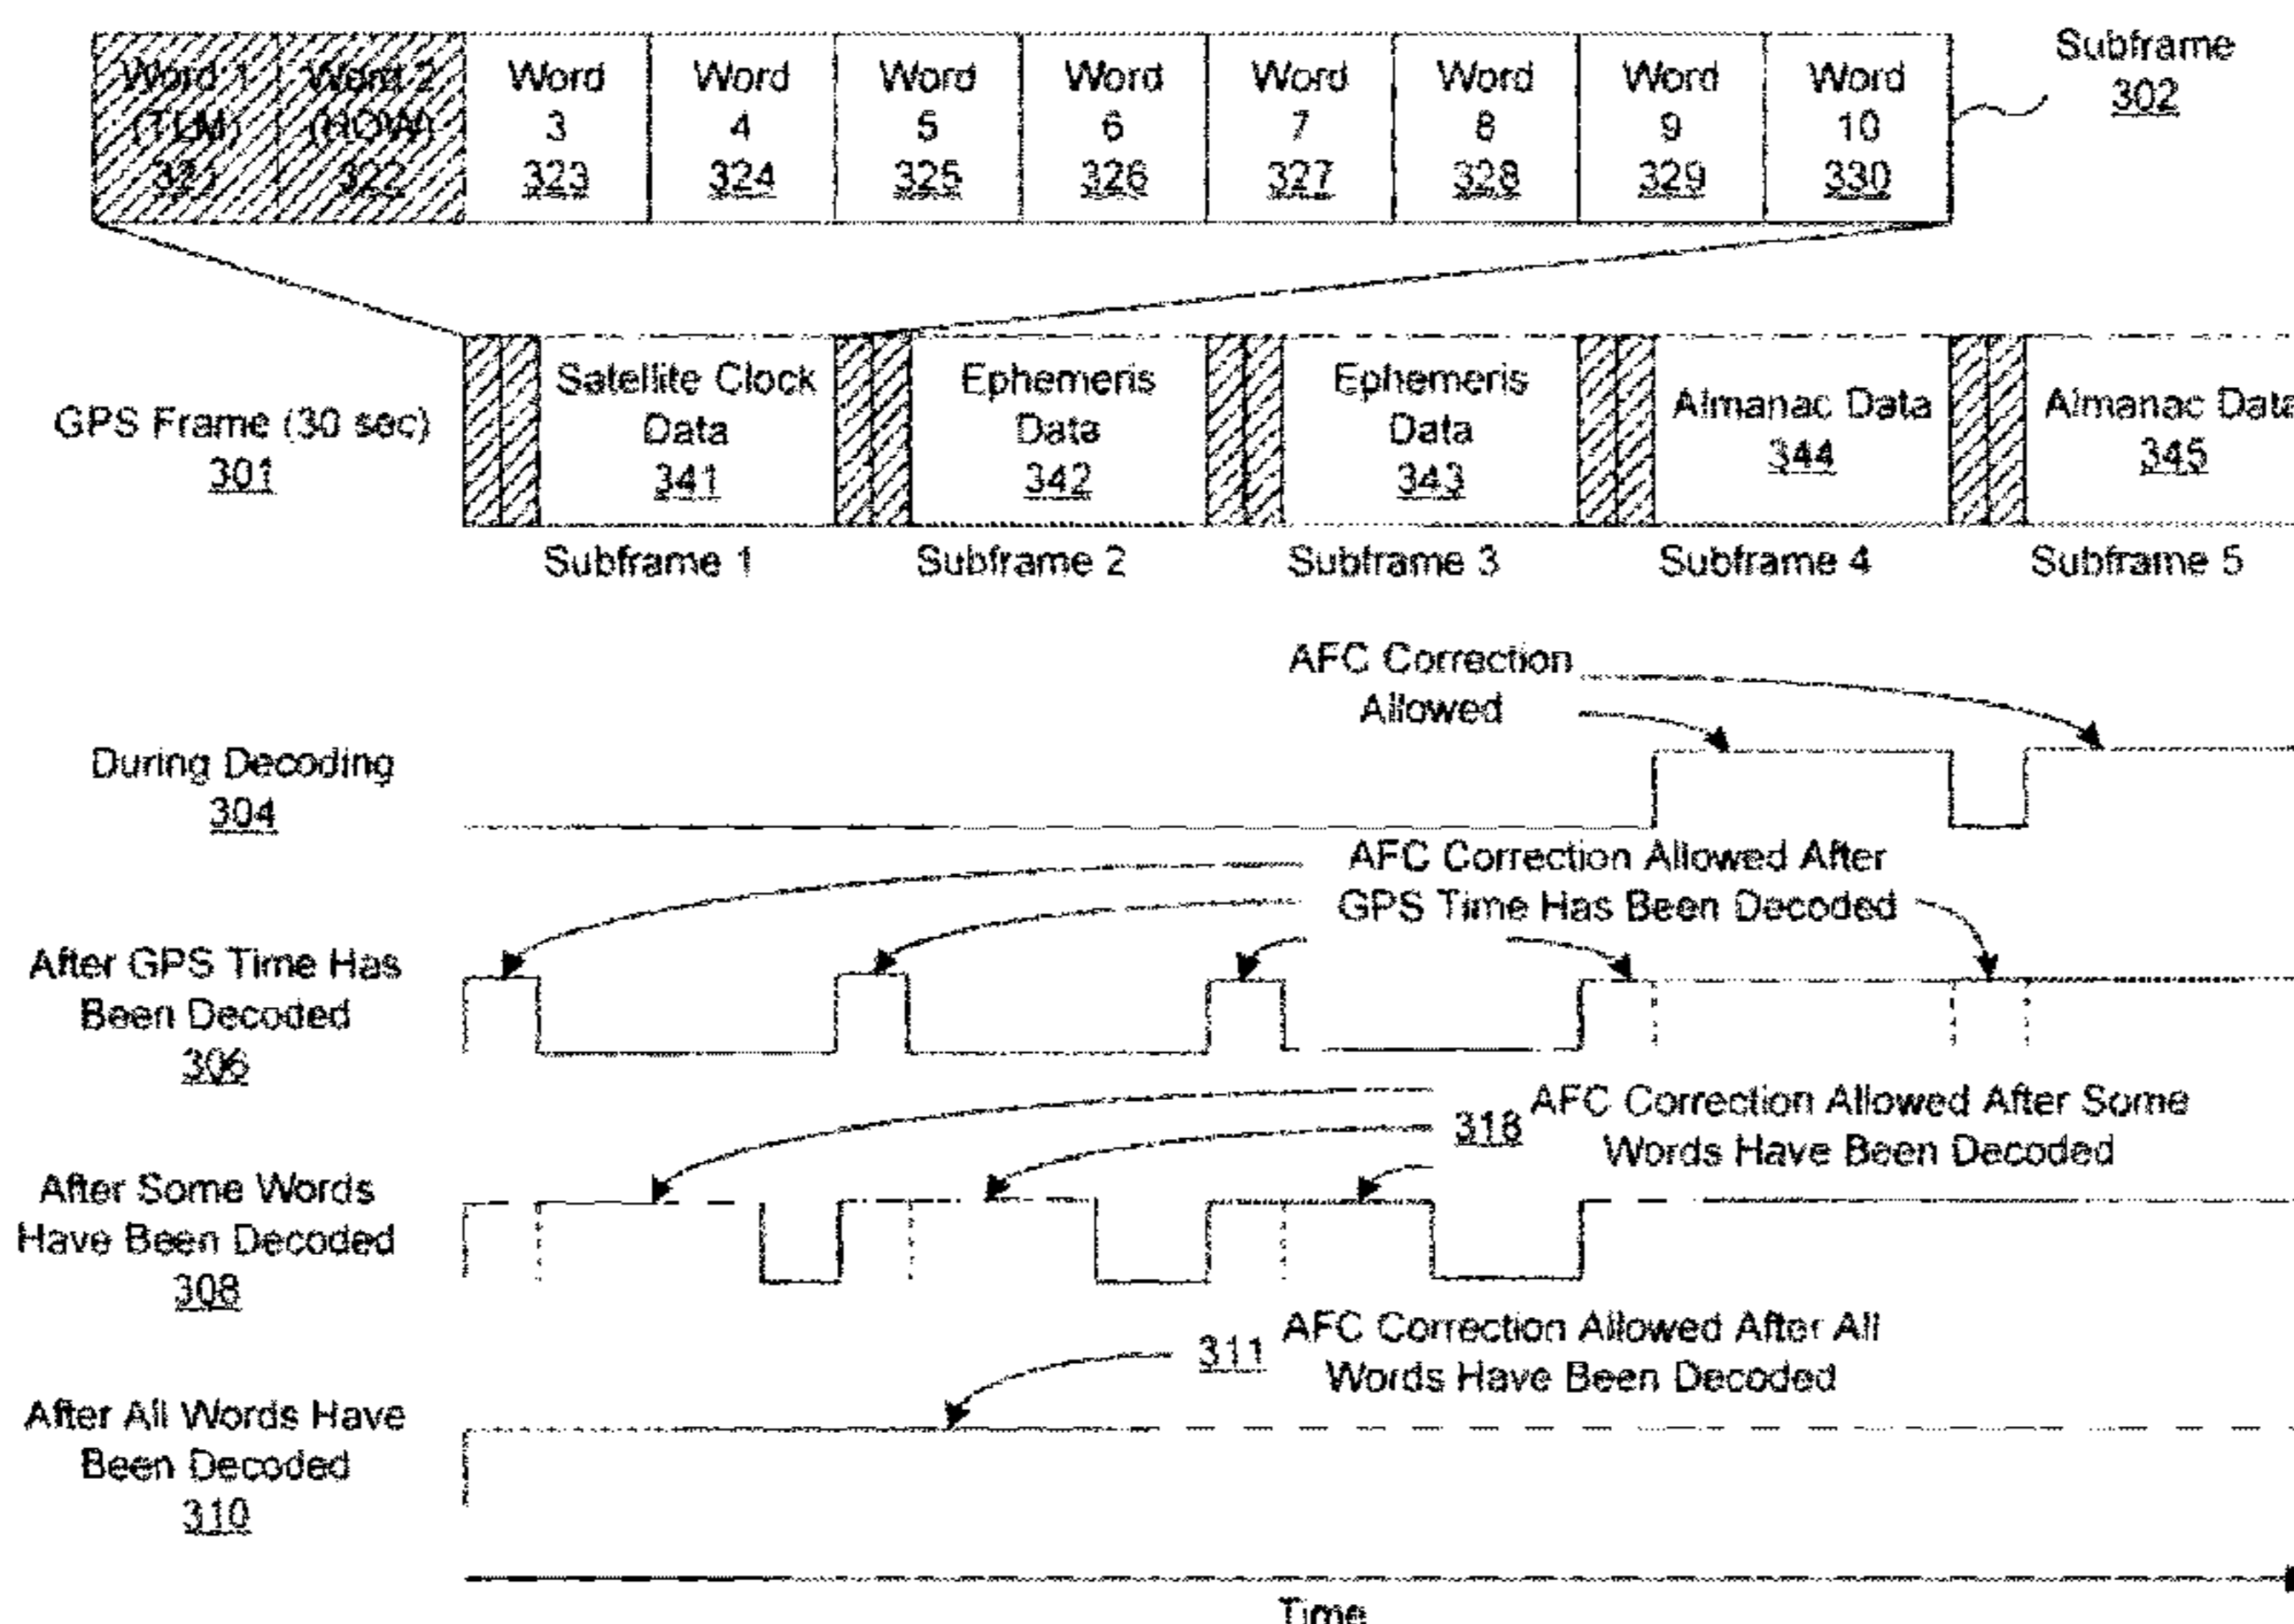 Word 1 Word 2 Word Word Word Word Word Word Word Word
(TLM) (HOW) 3 4 5 6 7 8 9 10
321 322 323 324 325 326 327 328 329 330
Subframe
302
GPS Frame (30 sec)
301
Satellite Clock
Data
341
Ephemeris
Data
342
Ephemeris
Data
343
Almanac Data
344
Almanac Data
345
Subframe 1 Subframe 2 Subframe 3 Subframe 4 Subframe 5
AFC Correction
Allowed
During Decoding
304
AFC Correction Allowed After
GPS Time Has Been Decoded
After GPS Time Has
Been Decoded
306
318 AFC Correction Allowed After Some
Words Have Been Decoded
After Some Words
Have Been Decoded
308
311 AFC Correction Allowed After All
Words Have Been Decoded
After All Words Have
Been Decoded
310
Time